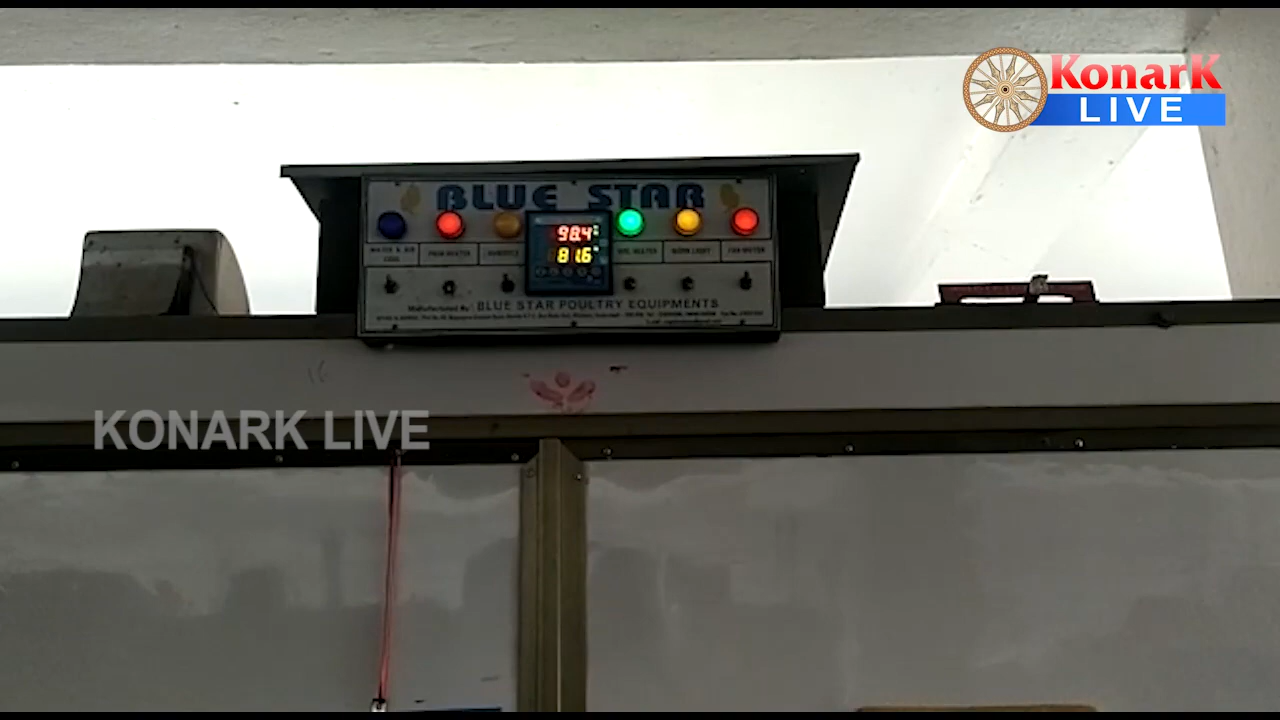 KonarK
LIVE
BLUE STAR
WATER & AIR
COOL
MAIN HEATER
HUMIDITY
98.4
81.6
SPL HEATER
WORK LIGHT
FAN MOTOR
Manufactured By : BLUE STAR POULTRY EQUIPMENTS
KONARK LIVE